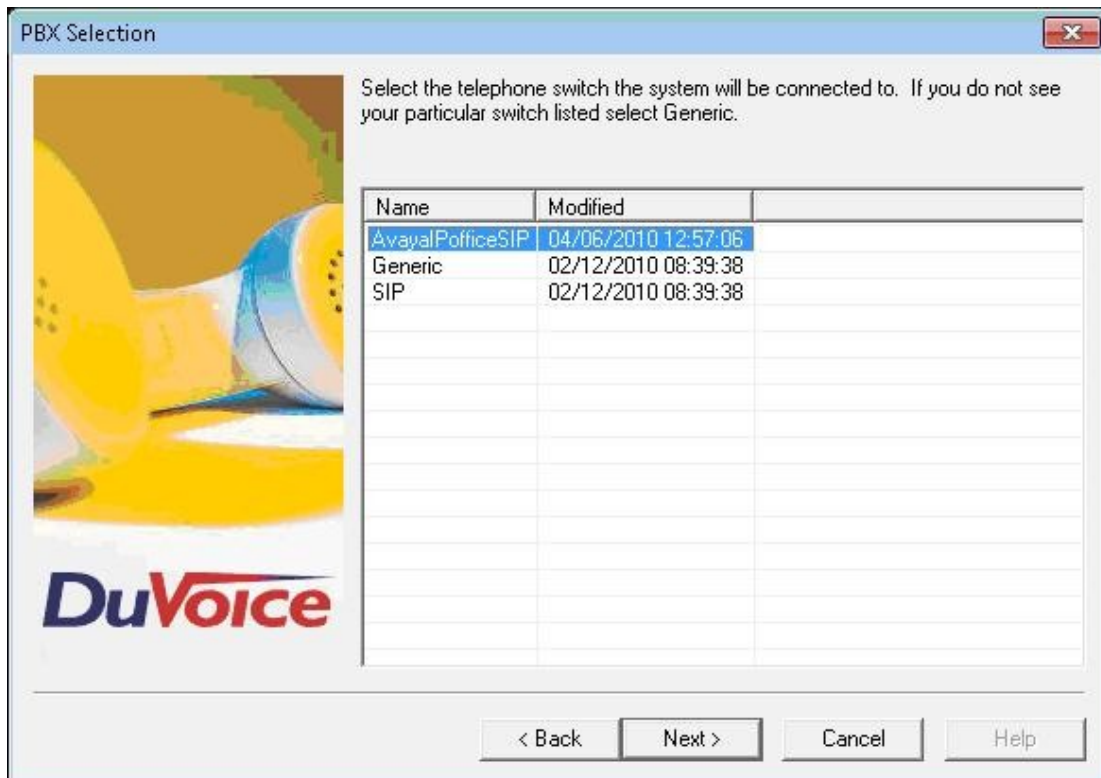 PBX Selection
Select the telephone switch the system will be connected to. If you do not see
your particular switch listed select Generic.
Name Modified
AvayaIPofficeSIP 04/06/2010 12:57:06
Generic 02/12/2010 08:39:38
SIP 02/12/2010 08:39:38
DuVoice
< Back Next > Cancel Help